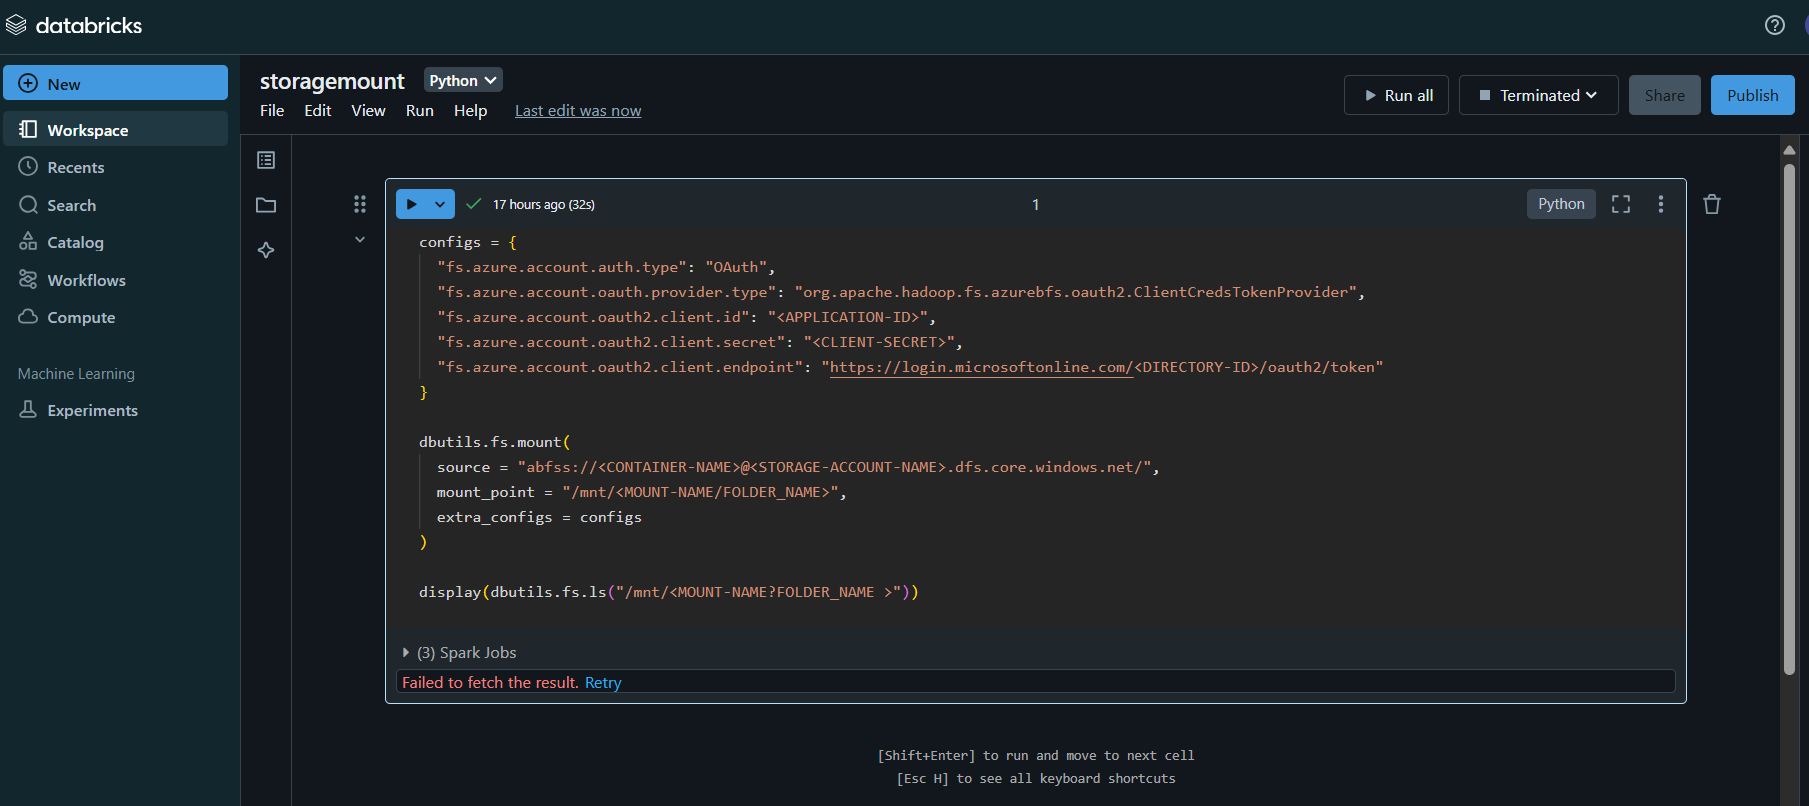 databricks
New
Workspace
Recents
Search
Catalog
Workflows
Compute
Machine Learning
Experiments
storagemount Python
File Edit View Run Help Last edit was now
Run all Terminated Share Publish
17 hours ago (32s) 1 Python
configs = {
"fs.azure.account.auth.type": "OAuth",
"fs.azure.account.oauth.provider.type": "org.apache.hadoop.fs.azurebfs.oauth2.ClientCredsTokenProvider",
"fs.azure.account.oauth2.client.id": "<APPLICATION-ID>",
"fs.azure.account.oauth2.client.secret": "<CLIENT-SECRET>",
"fs.azure.account.oauth2.client.endpoint": "https://login.microsoftonline.com/<DIRECTORY-ID>/oauth2/token"
}
dbutils.fs.mount(
source = "abfss://<CONTAINER-NAME>@<STORAGE-ACCOUNT-NAME>.dfs.core.windows.net/",
mount_point = "/mnt/<MOUNT-NAME/FOLDER_NAME>",
extra_configs = configs
)
display(dbutils.fs.ls("/mnt/<MOUNT-NAME?FOLDER_NAME >"))
(3) Spark Jobs
Failed to fetch the result. Retry
[Shift+Enter] to run and move to next cell
[Esc H] to see all keyboard shortcuts